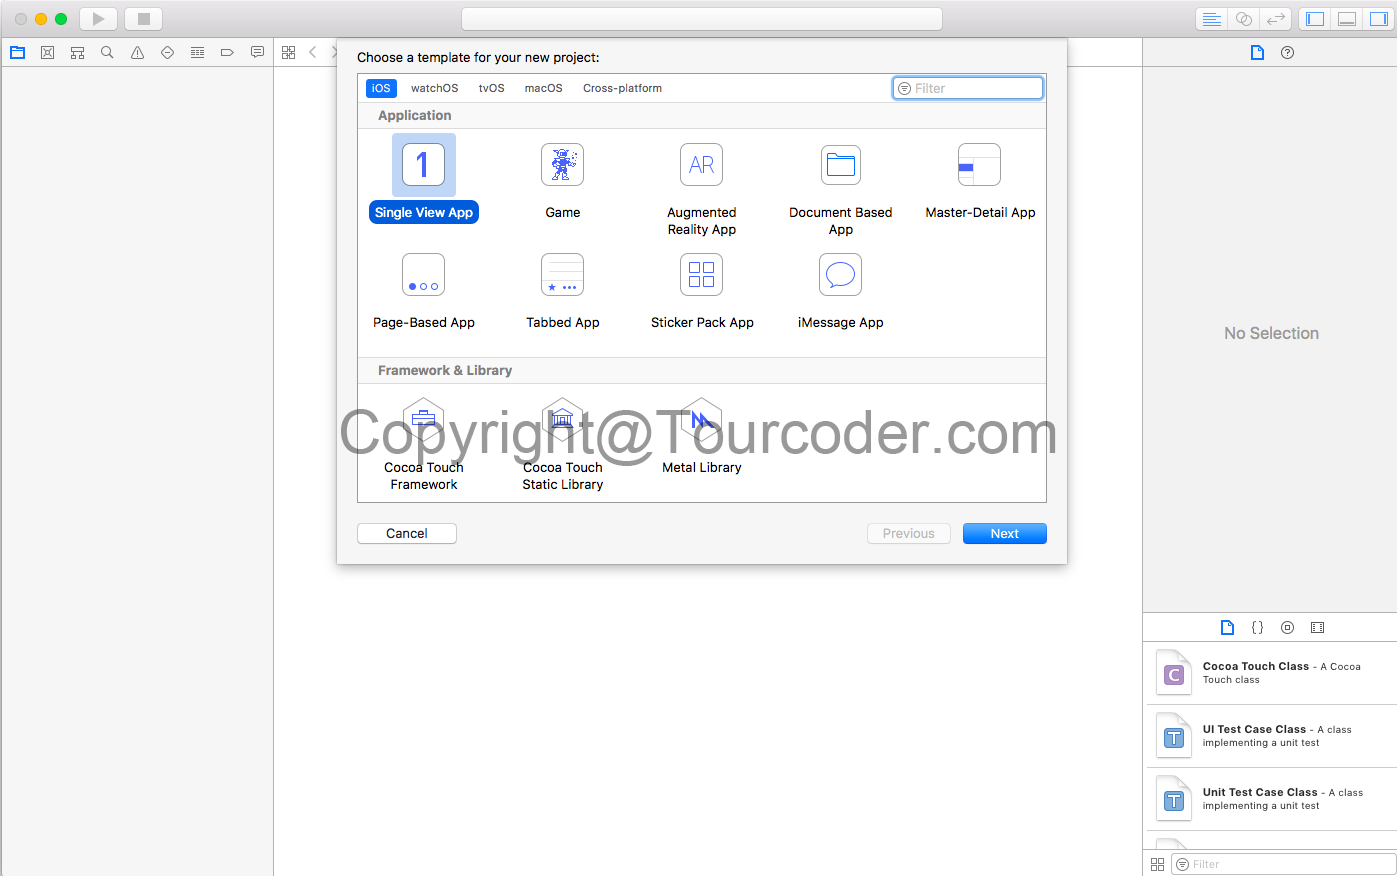 Choose a template for your new project:
iOS watchOS tvOS macOS Cross-platform Filter
Application
1
AR
Single View App Game Augmented Reality App Document Based App Master-Detail App
Page-Based App Tabbed App Sticker Pack App iMessage App
No Selection
Framework & Library
Copyright@Tourcoder.com
Cocoa Touch Framework Cocoa Touch Static Library Metal Library
Cancel Previous Next
{}
C
Cocoa Touch Class - A Cocoa
Touch class
T
UI Test Case Class - A class
implementing a unit test
T
Unit Test Case Class - A class
implementing a unit test
Filter